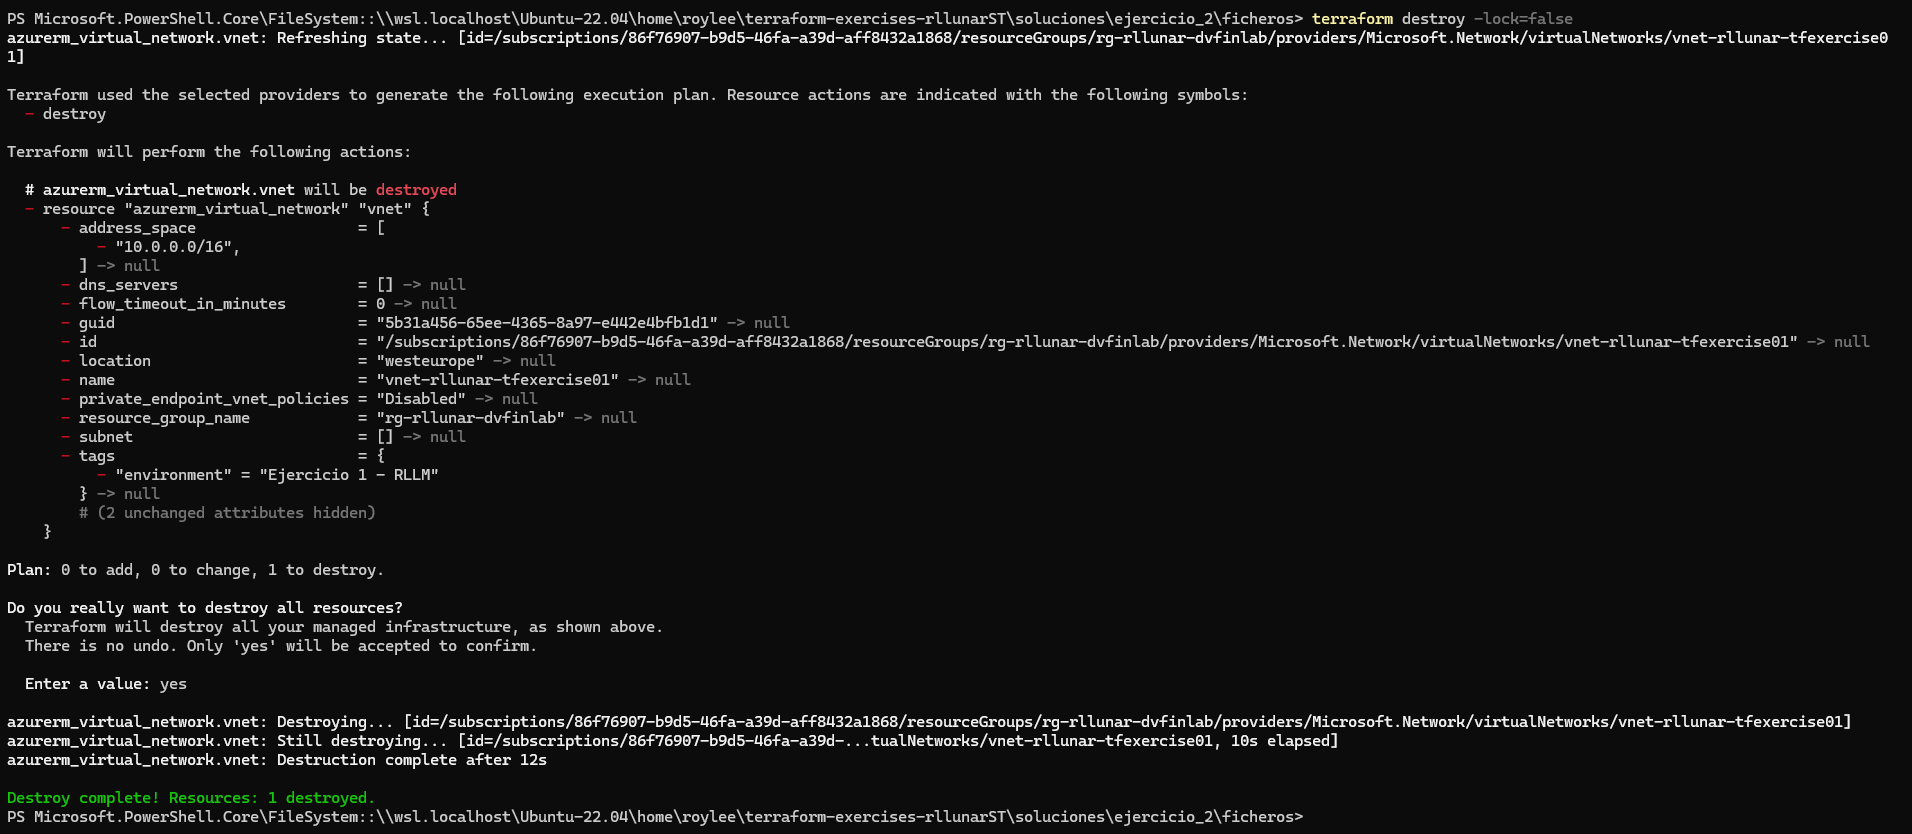 PS Microsoft.PowerShell.Core\FileSystem::\\wsl.localhost\Ubuntu-22.04\home\roylee\terraform-exercises-rllunarST\soluciones\ejercicio_2\ficheros> terraform destroy -lock=false
azurerm_virtual_network.vnet: Refreshing state... [id=/subscriptions/86f76907-b9d5-46fa-a39d-aff8432a1868/resourceGroups/rg-rllunar-dvfinlab/providers/Microsoft.Network/virtualNetworks/vnet-rllunar-tfexercise0
1]

Terraform used the selected providers to generate the following execution plan. Resource actions are indicated with the following symbols:
  - destroy

Terraform will perform the following actions:

  # azurerm_virtual_network.vnet will be destroyed
  - resource "azurerm_virtual_network" "vnet" {
      - address_space                  = [
          - "10.0.0.0/16",
        ] -> null
      - dns_servers                    = [] -> null
      - flow_timeout_in_minutes        = 0 -> null
      - guid                           = "5b31a456-65ee-4365-8a97-e442e4bfb1d1" -> null
      - id                             = "/subscriptions/86f76907-b9d5-46fa-a39d-aff8432a1868/resourceGroups/rg-rllunar-dvfinlab/providers/Microsoft.Network/virtualNetworks/vnet-rllunar-tfexercise01" -> null
      - location                       = "westeurope" -> null
      - name                           = "vnet-rllunar-tfexercise01" -> null
      - private_endpoint_vnet_policies = "Disabled" -> null
      - resource_group_name            = "rg-rllunar-dvfinlab" -> null
      - subnet                         = [] -> null
      - tags                           = {
          - "environment" = "Ejercicio 1 - RLLM"
        } -> null
        # (2 unchanged attributes hidden)
    }

Plan: 0 to add, 0 to change, 1 to destroy.

Do you really want to destroy all resources?
  Terraform will destroy all your managed infrastructure, as shown above.
  There is no undo. Only 'yes' will be accepted to confirm.

  Enter a value: yes

azurerm_virtual_network.vnet: Destroying... [id=/subscriptions/86f76907-b9d5-46fa-a39d-aff8432a1868/resourceGroups/rg-rllunar-dvfinlab/providers/Microsoft.Network/virtualNetworks/vnet-rllunar-tfexercise01]
azurerm_virtual_network.vnet: Still destroying... [id=/subscriptions/86f76907-b9d5-46fa-a39d-...tualNetworks/vnet-rllunar-tfexercise01, 10s elapsed]
azurerm_virtual_network.vnet: Destruction complete after 12s

Destroy complete! Resources: 1 destroyed.
PS Microsoft.PowerShell.Core\FileSystem::\\wsl.localhost\Ubuntu-22.04\home\roylee\terraform-exercises-rllunarST\soluciones\ejercicio_2\ficheros>